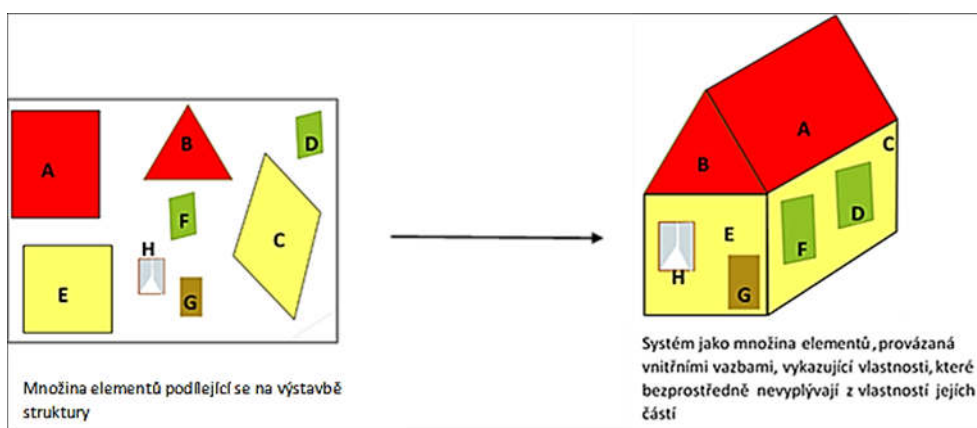 A
B
D
F
C
H
E
G
Množina elementů podílející se na výstavbě
struktury
A
B
C
D
F
E
H
G
Systém jako množina elementů, provázaná
vnitřními vazbami, vykazující vlastnosti, které
bezprostředně nevyplývají z vlastností jejích
částí